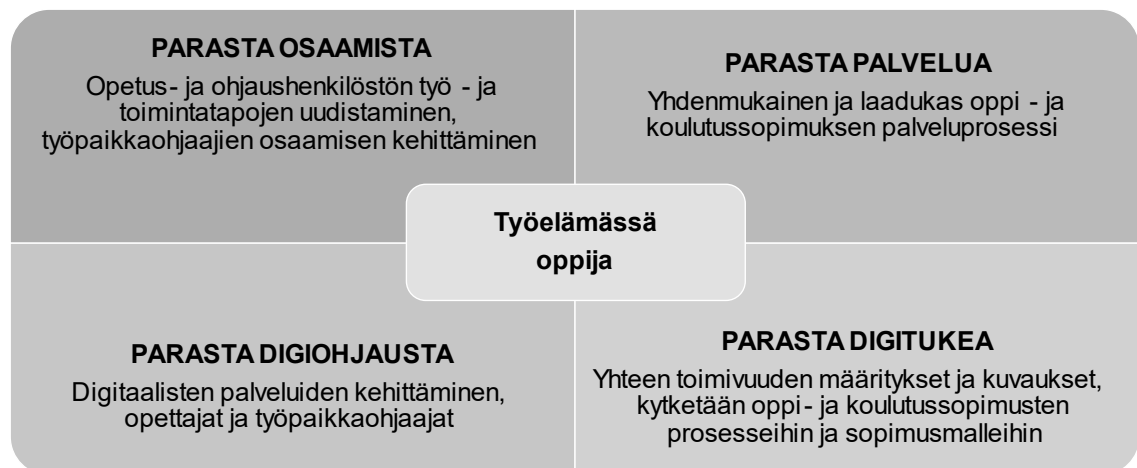 PARASTA OSAAMISTA
Opetus- ja ohjaushenkilöstön työ - ja
toimintatapojen uudistaminen,
työpaikkaohjaajien osaamisen kehittäminen
PARASTA PALVELUA
Yhdenmukainen ja laadukas oppi - ja
koulutussopimuksen palveluprosessi
Työelämässä
oppija
PARASTA DIGIOHJAUSTA
Digitaalisten palveluiden kehittäminen,
opettajat ja työpaikkaohjaajat
PARASTA DIGITUKEA
Yhteen toimivuuden määritykset ja kuvaukset,
kytketään oppi - ja koulutussopimusten
prosesseihin ja sopimusmalleihin